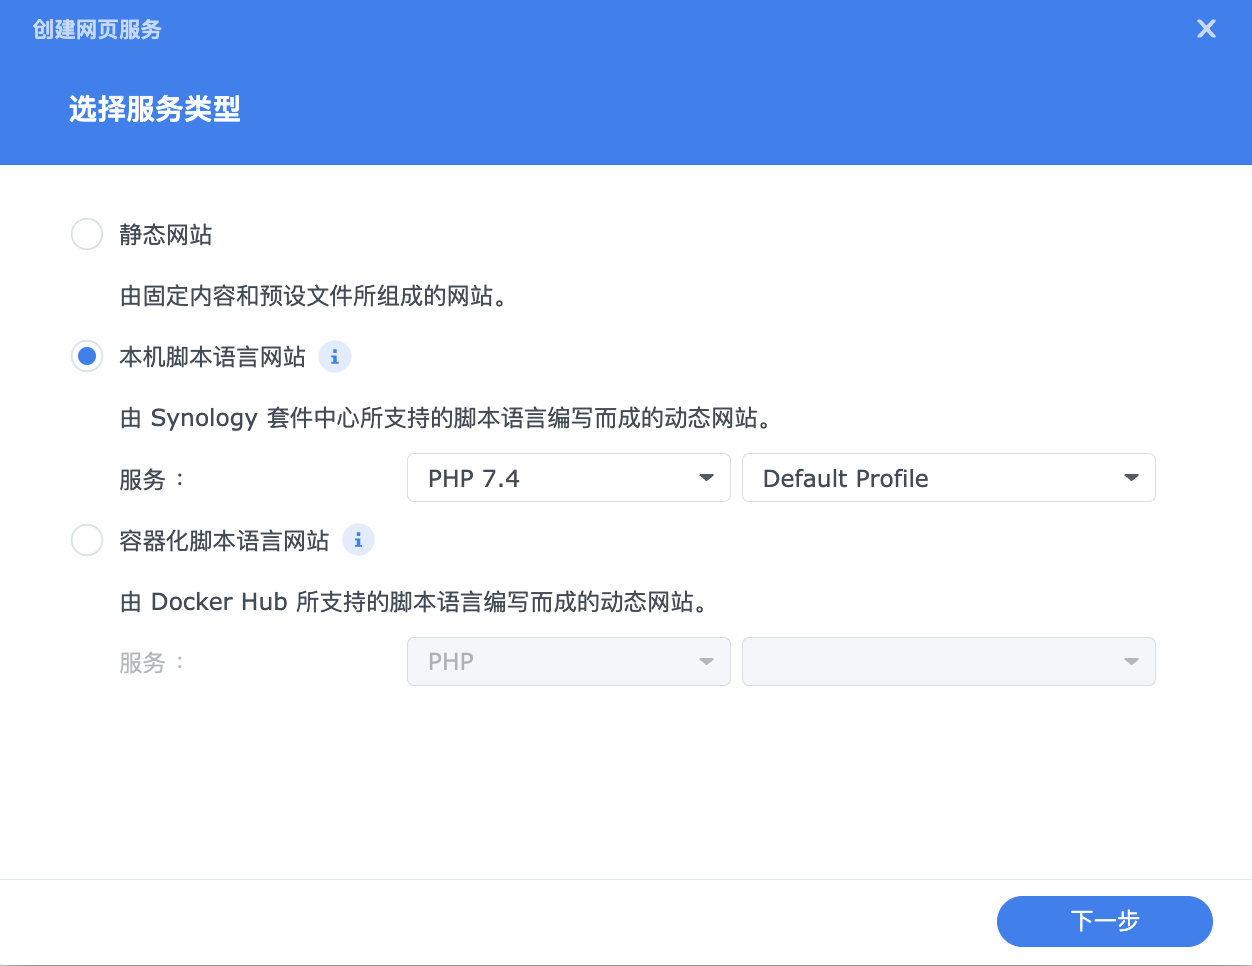 创建网页服务
选择服务类型
静态网站
由固定内容和预设文件所组成的网站。
本机脚本语言网站 i
由 Synology 套件中心所支持的脚本语言编写而成的动态网站。
服务： PHP 7.4 Default Profile
容器化脚本语言网站 i
由 Docker Hub 所支持的脚本语言编写而成的动态网站。
服务： PHP
下一步